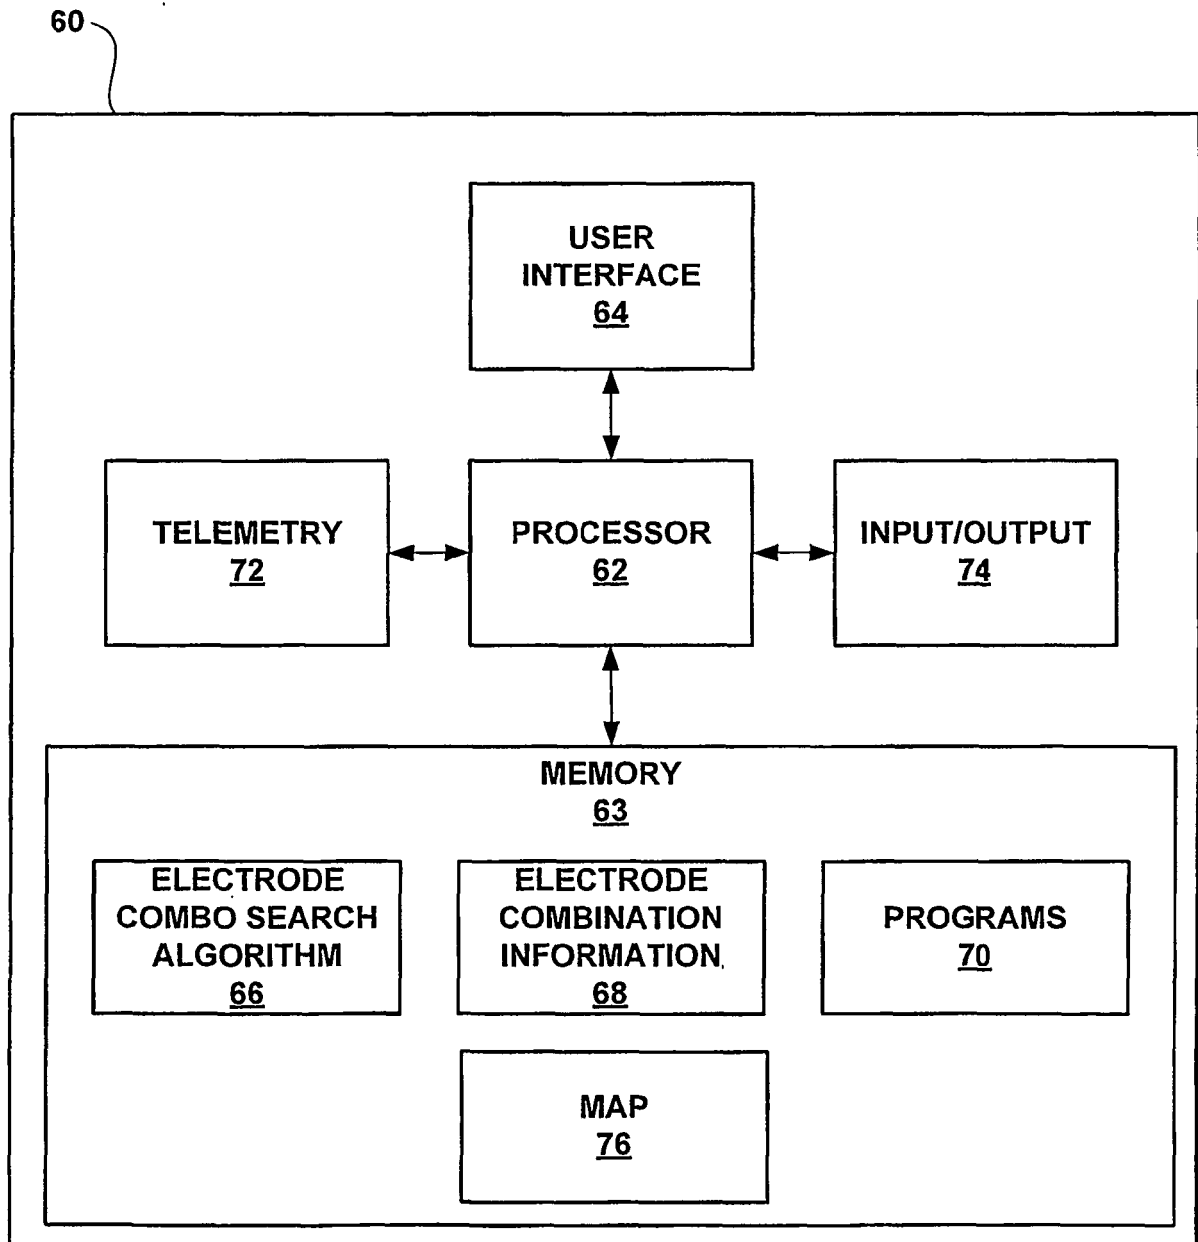 60
USER
INTERFACE
64
TELEMETRY
72
PROCESSOR
62
INPUT/OUTPUT
74
MEMORY
63
ELECTRODE
COMBO SEARCH
ALGORITHM
66
ELECTRODE
COMBINATION
INFORMATION
68
PROGRAMS
70
MAP
76